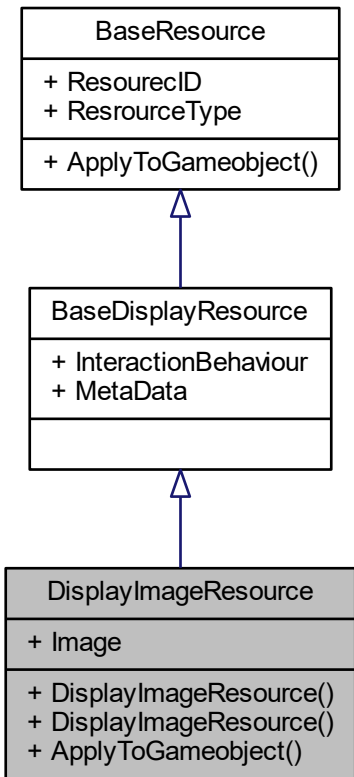 BaseResource
+ ResourecID
+ ResrourceType
+ ApplyToGameobject()
BaseDisplayResource
+ InteractionBehaviour
+ MetaData
DisplayImageResource
+ Image
+ DisplayImageResource()
+ DisplayImageResource()
+ ApplyToGameobject()